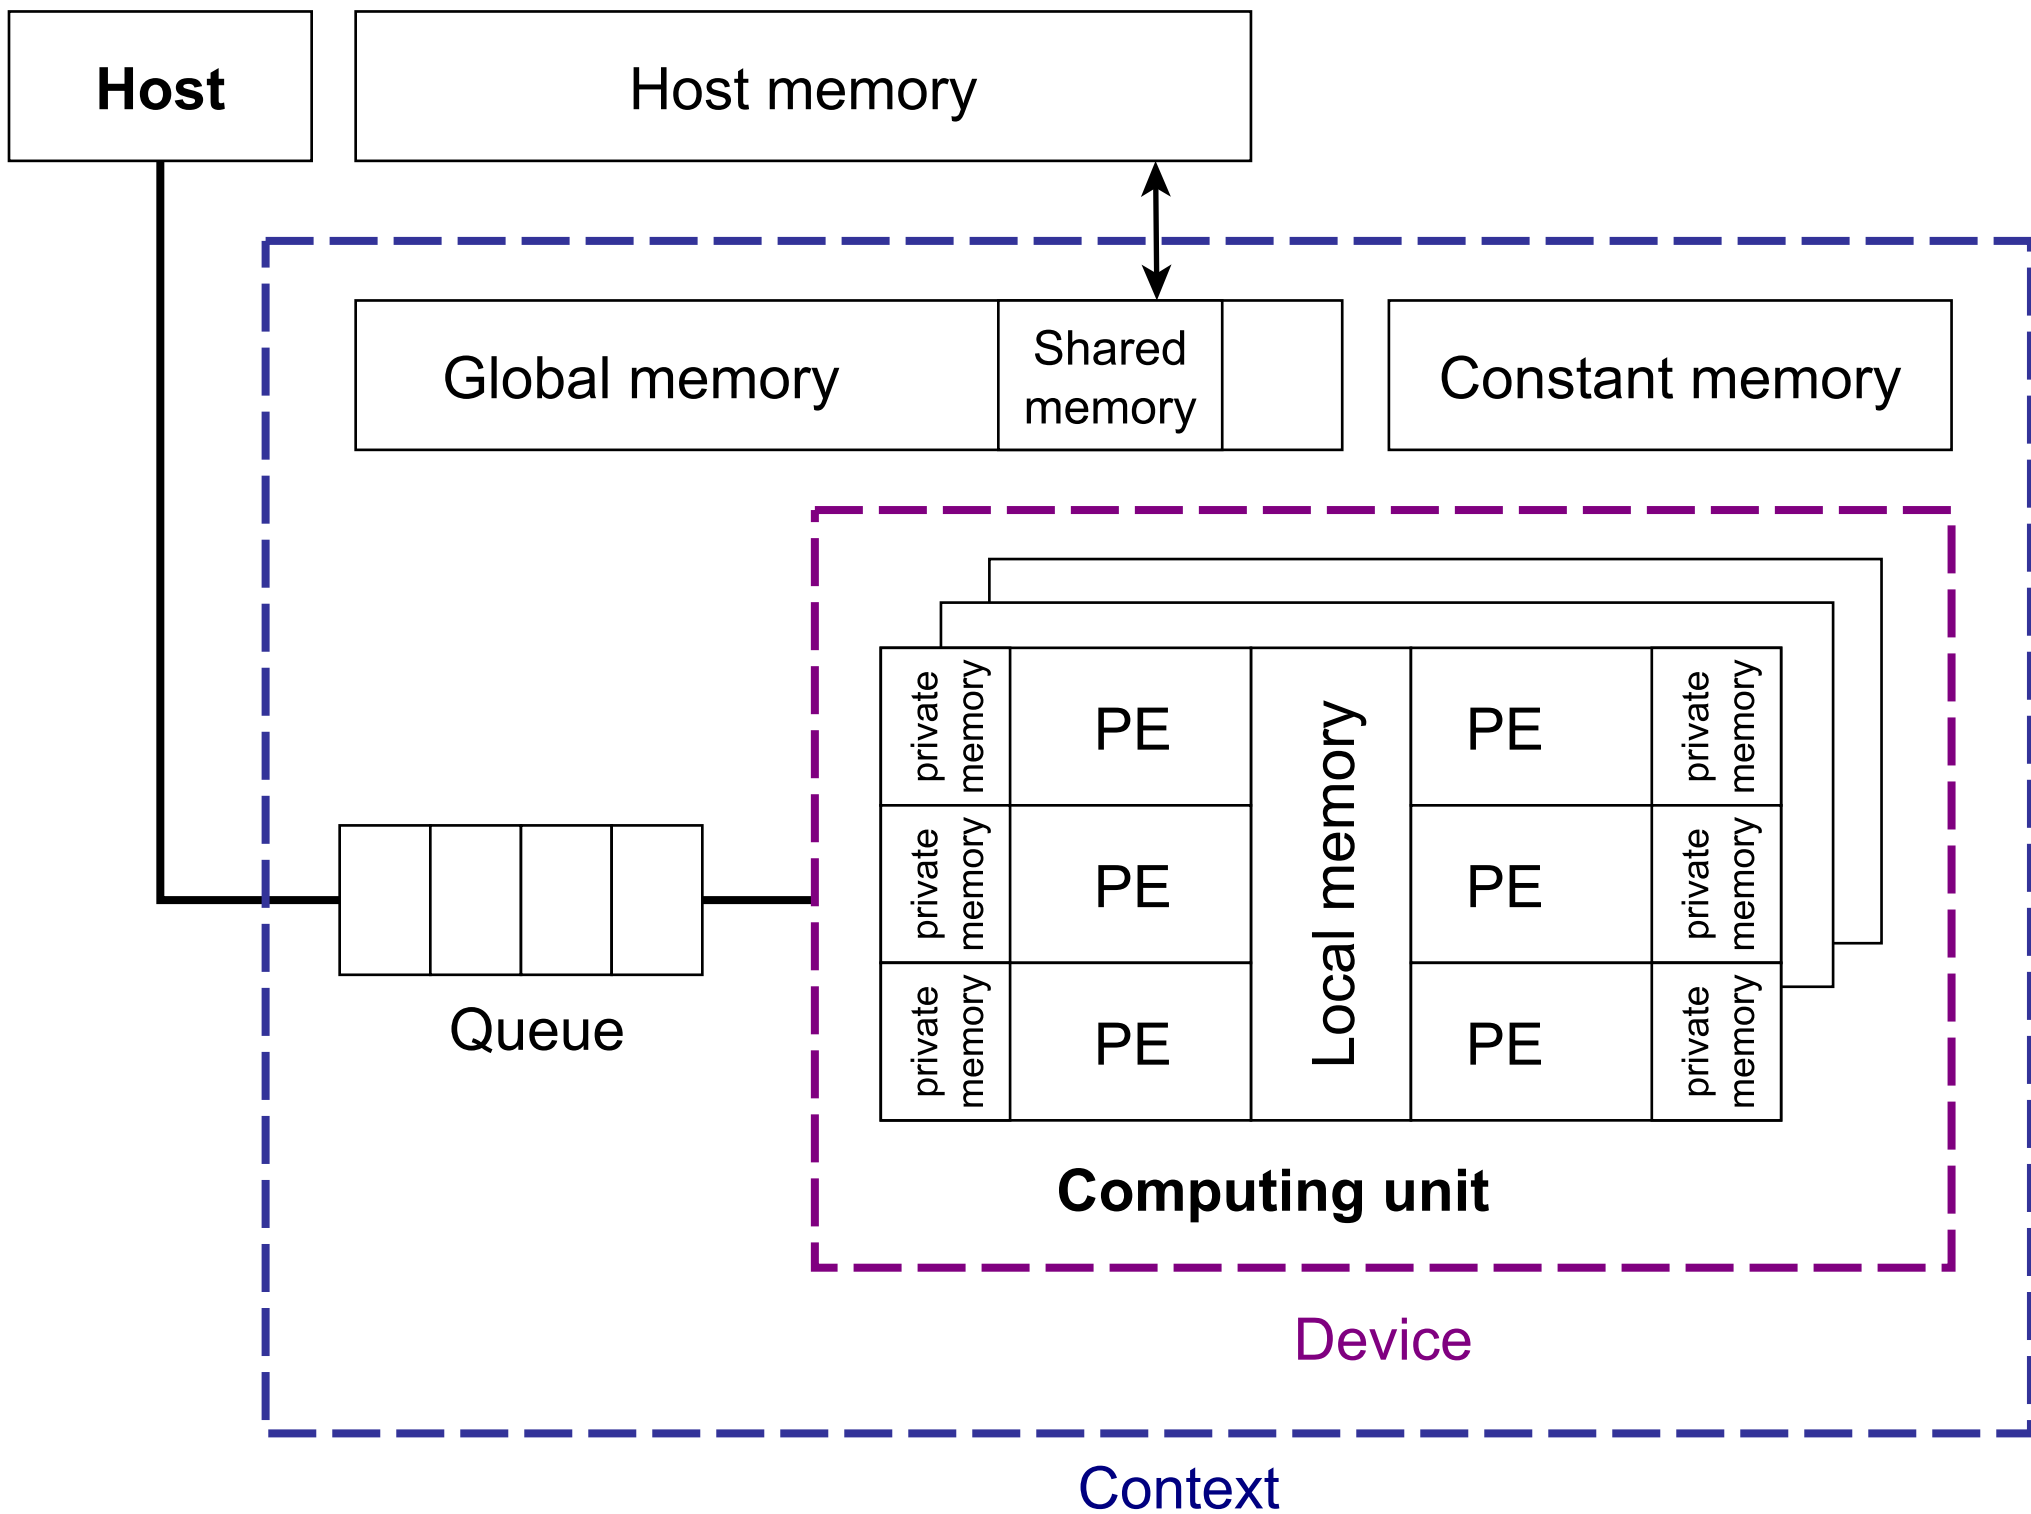 Host
Host memory
Global memory
Shared
memory
Constant memory
private
memory
PE
Local memory
PE
private
memory
private
memory
PE
PE
private
memory
private
memory
PE
PE
private
memory
Queue
Computing unit
Device
Context